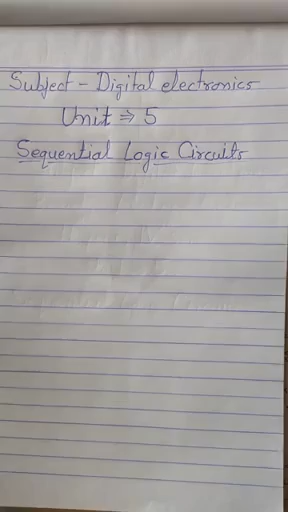 Subject - Digital electronics
Unit ⇒ 5
Sequential Logic Circuits